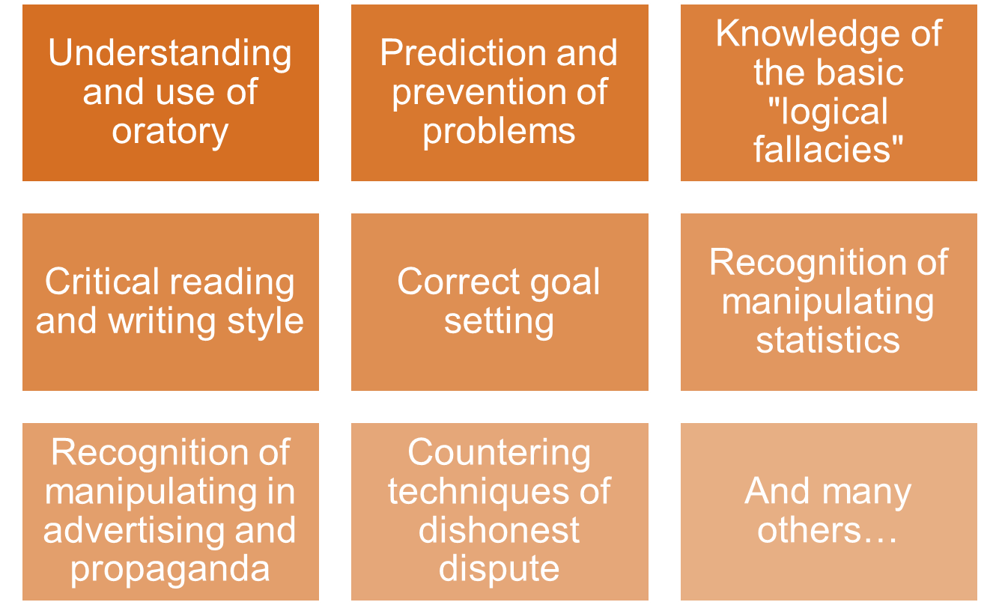 Understanding
and use of
oratory
Prediction and
prevention of
problems
Knowledge of
the basic
"logical
fallacies"
Critical reading
and writing style
Correct goal
setting
Recognition of
manipulating
statistics
Recognition of
manipulating in
advertising and
propaganda
Countering
techniques of
dishonest
dispute
And many
others…